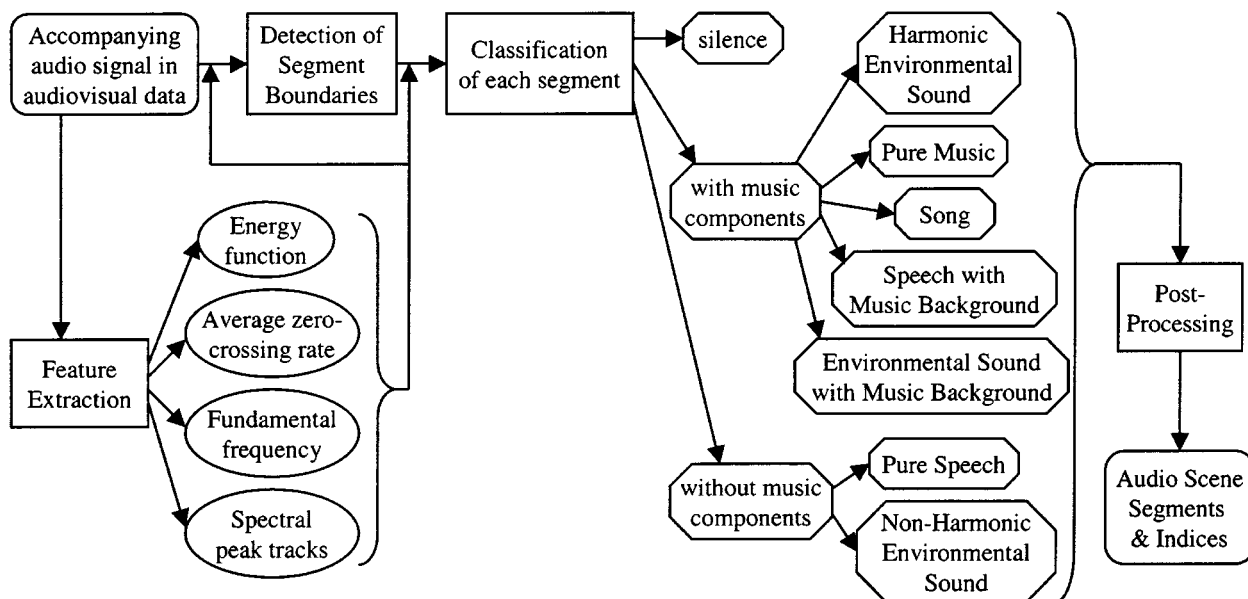 Accompanying
audio signal in
audiovisual data
Detection of
Segment
Boundaries
Classification
of each segment
silence
Harmonic
Environmental
Sound
Pure Music
with music
components
Song
Speech with
Music Background
Environmental Sound
with Music Background
Energy
function
Average zero-
crossing rate
Feature
Extraction
Fundamental
frequency
Spectral
peak tracks
without music
components
Pure Speech
Non-Harmonic
Environmental
Sound
Post-
Processing
Audio Scene
Segments
& Indices